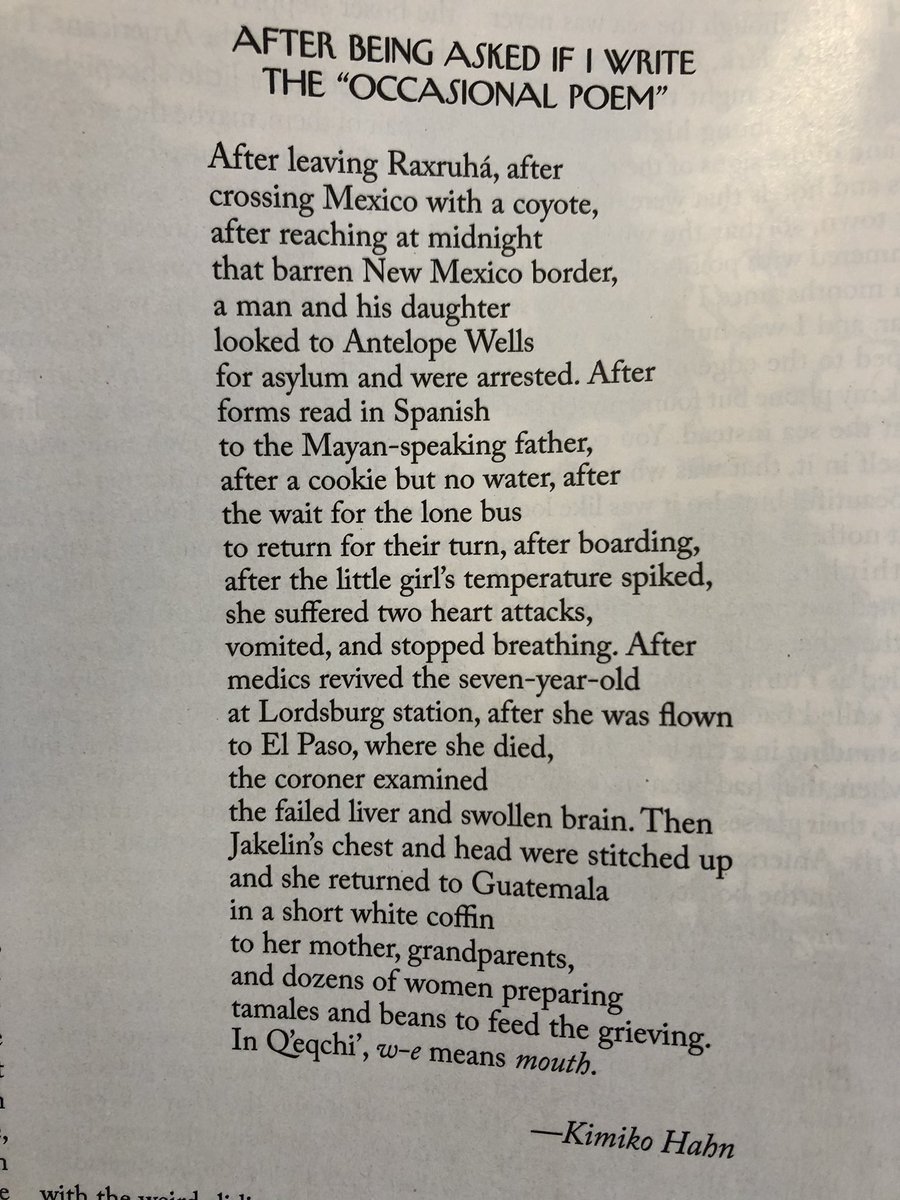 AFTER BEING ASKED IF I WRITE
THE “OCCASIONAL POEM”
After leaving Raxruhá, after
crossing Mexico with a coyote,
after reaching at midnight
that barren New Mexico border,
a man and his daughter
looked to Antelope Wells
for asylum and were arrested. After
forms read in Spanish
to the Mayan-speaking father,
after a cookie but no water, after
the wait for the lone bus
to return for their turn, after boarding,
after the little girl’s temperature spiked,
she suffered two heart attacks,
vomited, and stopped breathing. After
medics revived the seven-year-old
at Lordsburg station, after she was flown
to El Paso, where she died,
the coroner examined
the failed liver and swollen brain. Then
Jakelin’s chest and head were stitched up
and she returned to Guatemala
in a short white coffin
to her mother, grandparents,
and dozens of women preparing
tamales and beans to feed the grieving.
In Q’eqchi’, w-e means mouth.
—Kimiko Hahn
with the weird